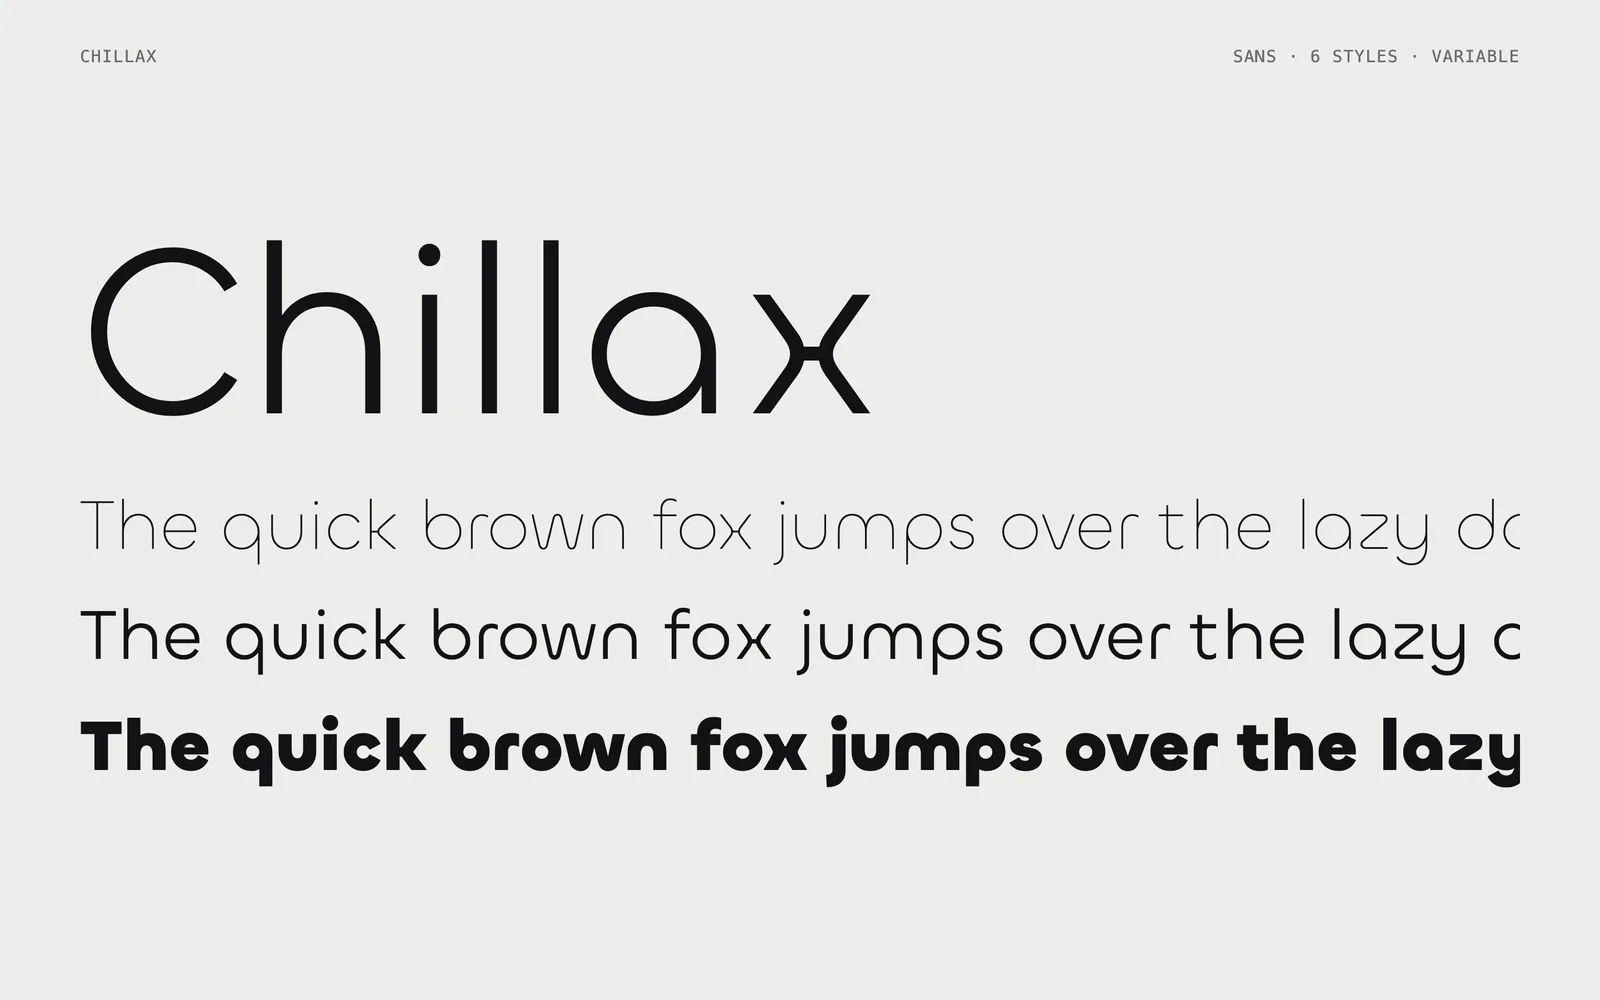 CHILLAX
SANS · 6 STYLES · VARIABLE
Chillax
The quick brown fox jumps over the lazy
The quick brown fox jumps over the lazy
The quick brown fox jumps over the lazy